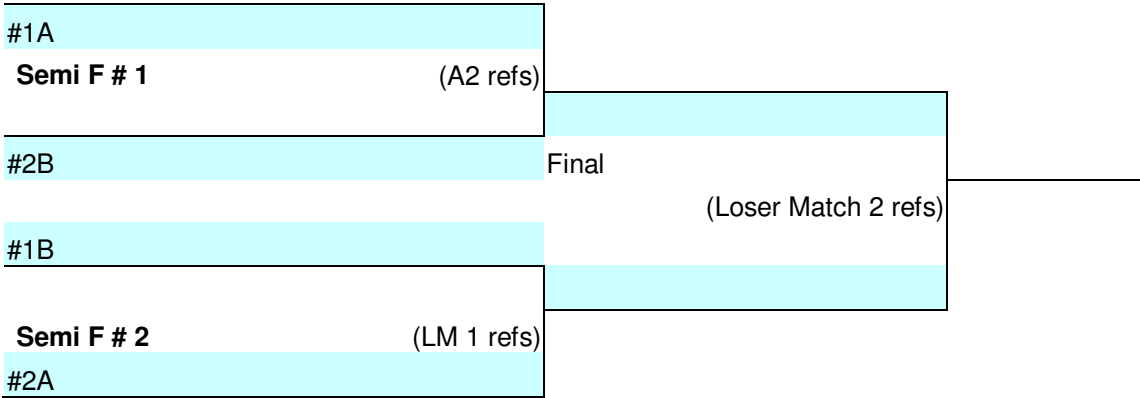 #1A
Semi F # 1 (A2 refs)
#2B
Final
(Loser Match 2 refs)
#1B
Semi F # 2 (LM 1 refs)
#2A